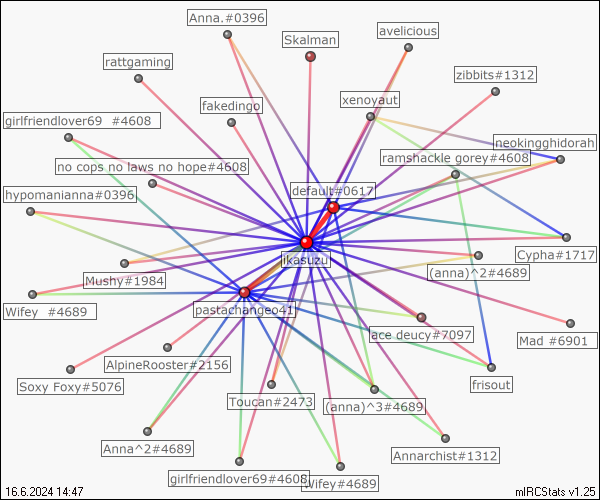 Anna.#0396
avelicious
Skalman
rattgaming
zibbits#1312
xenoyaut
fakedingo
girlfriendlover69 #4608
neokingghidorah
ramshackle gorey#4608
no cops no laws no hope#4608
default#0617
hypomanianna#0396
Cypha#1717
ikasuzu
(anna)^2#4689
Mushy#1984
Wifey #4689
pastachangeo41
ace deucy#7097
Mad #6901
AlpineRooster#2156
Soxy Foxy#5076
frisout
Toucan#2473
(anna)^3#4689
Anna^2#4689
Annarchist#1312
girlfriendlover69#4608
Wifey#4689
16.6.2024 14:47
mIRCStats v1.25